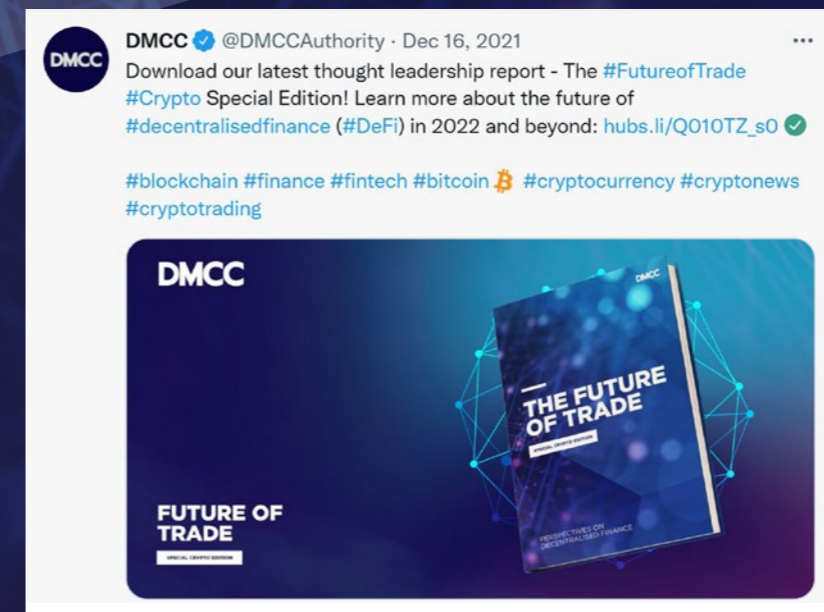 DMCC
DMCC @DMCCAuthority · Dec 16, 2021
Download our latest thought leadership report - The #FutureofTrade
#Crypto Special Edition! Learn more about the future of
#decentralisedfinance (#DeFi) in 2022 and beyond: hubs.li/Q010TZ_s0
#blockchain #finance #fintech #bitcoin #cryptocurrency #cryptonews
#cryptotrading
DMCC
DMCC
THE FUTURE
OF TRADE
SPECIAL CRYPTO EDITION
PERSPECTIVES ON
DECENTRALISED FINANCE
FUTURE OF
TRADE
SPECIAL CRYPTO EDITION